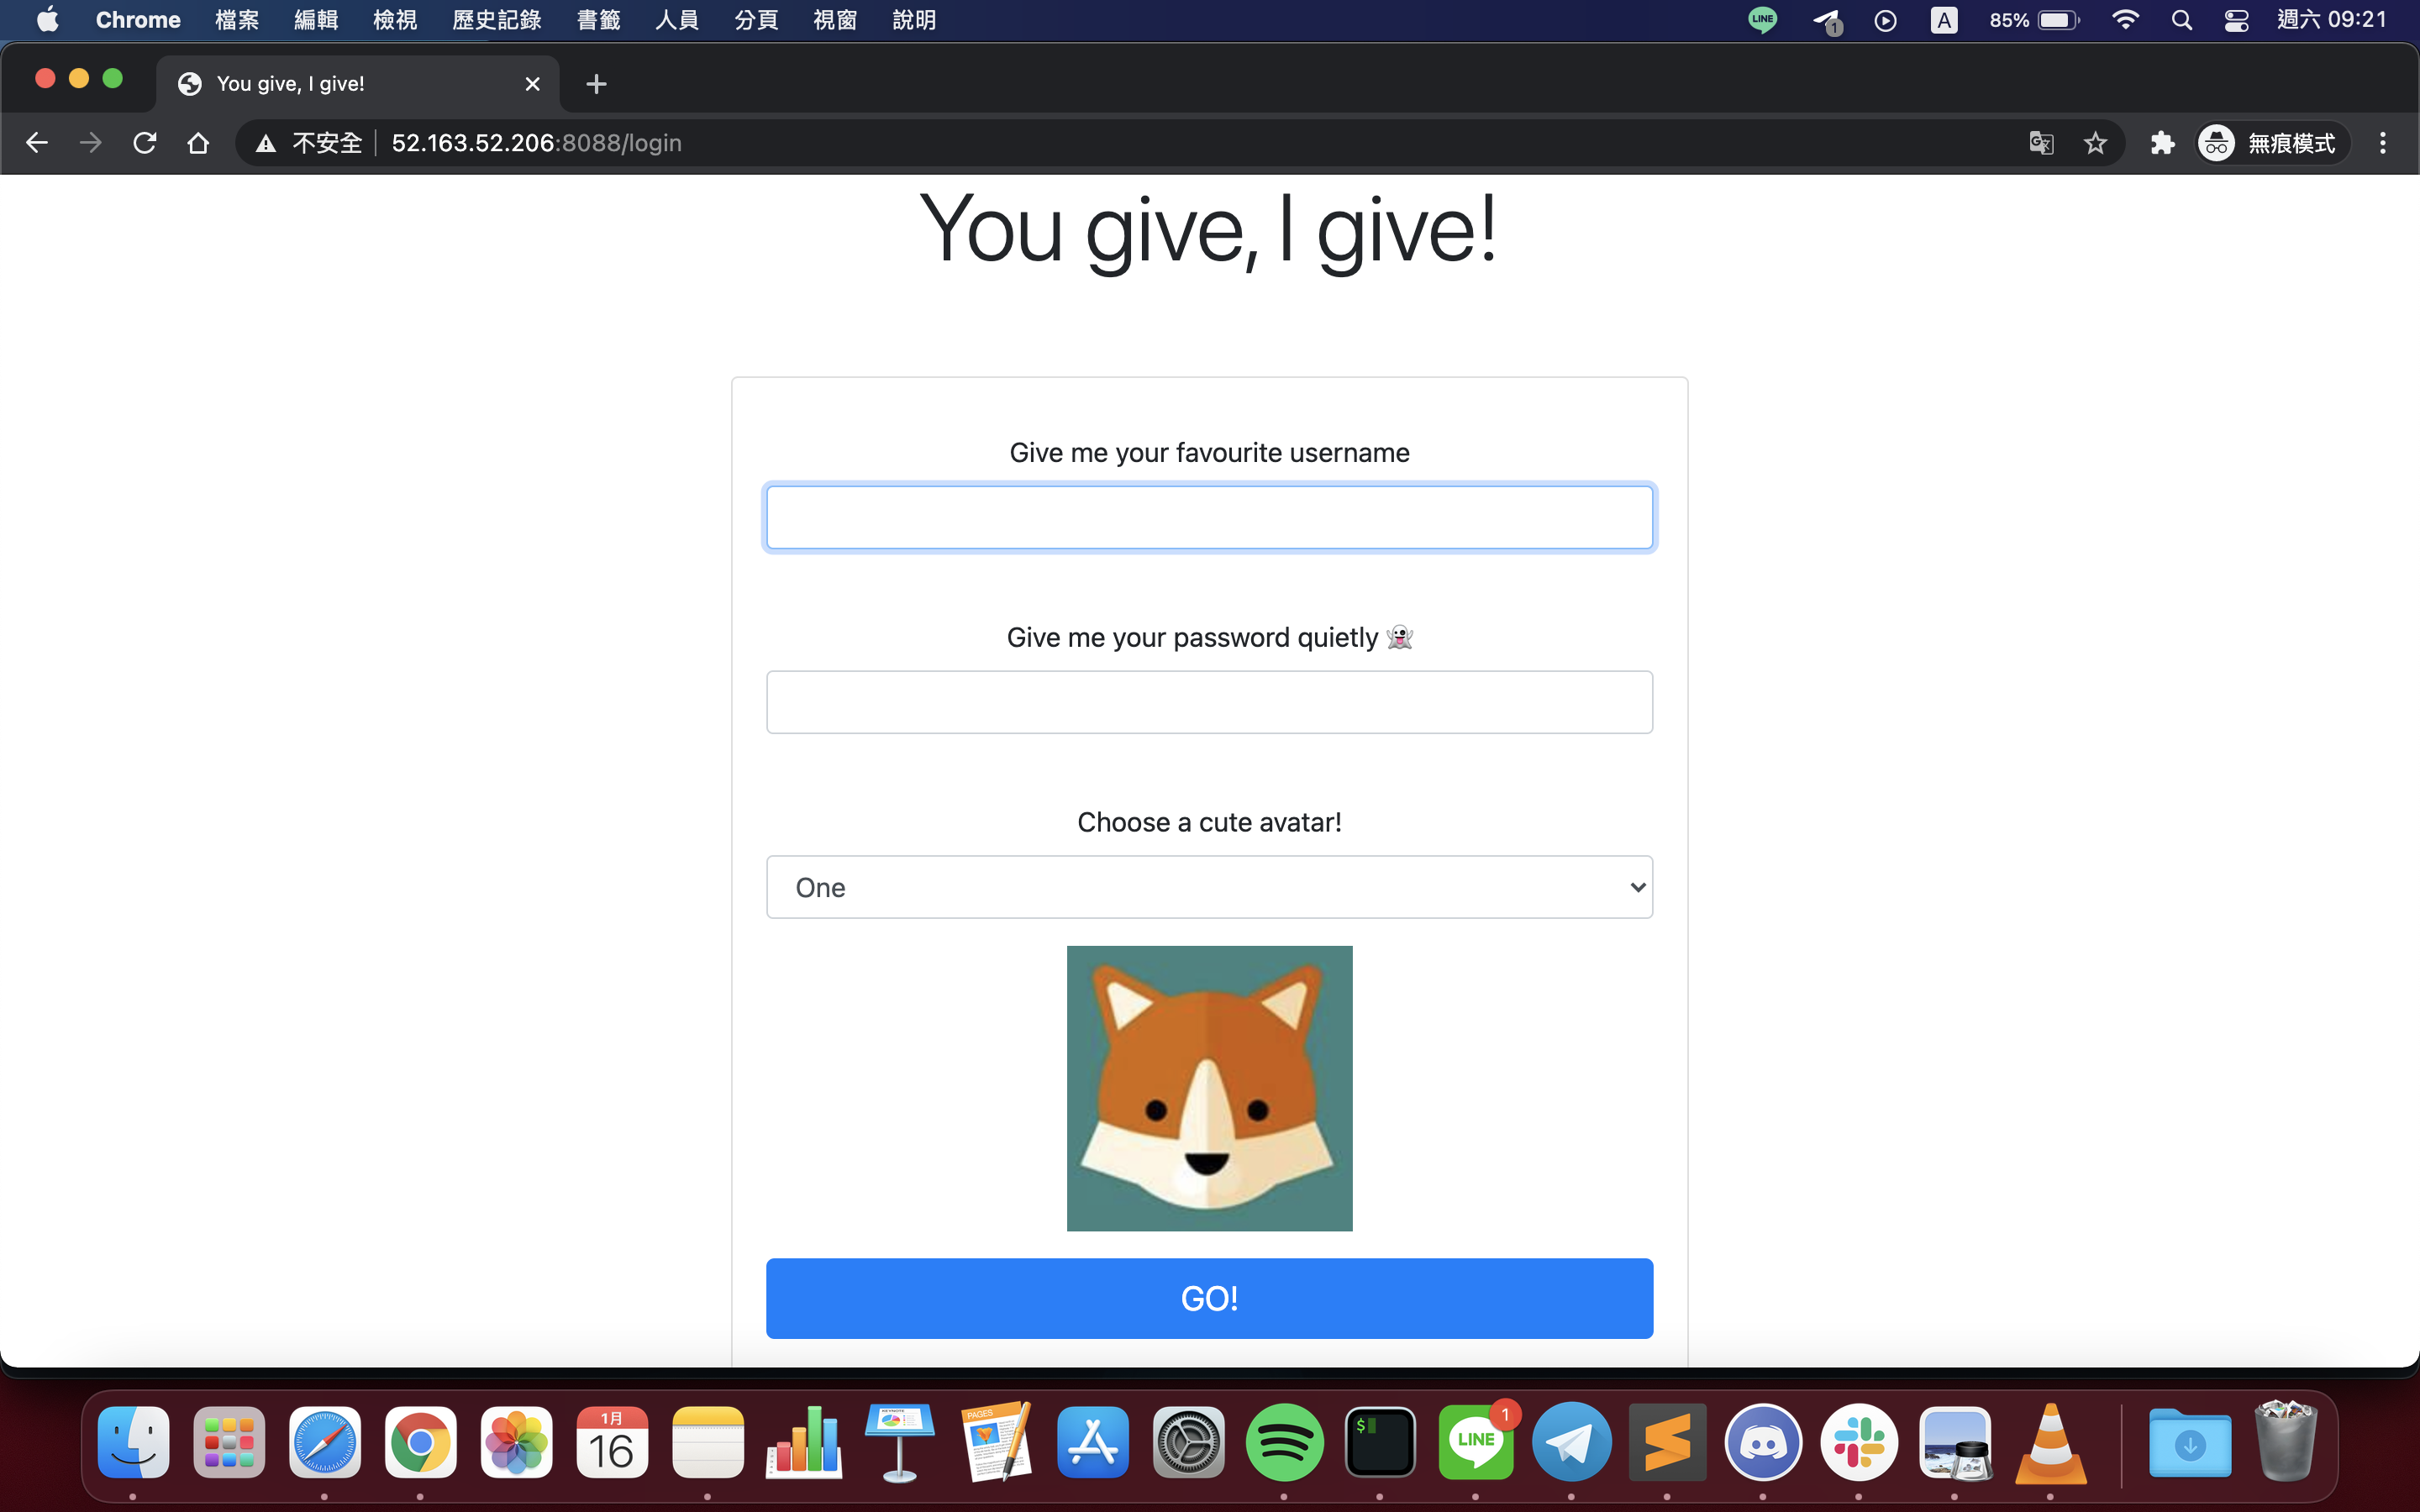 Chrome 檔案 編輯 檢視 歷史記錄 書籤 人員 分頁 視窗 說明 LINE 1 A 85% 週六 09:21
You give, I give!
不安全 52.163.52.206:8088/login 無痕模式
You give, I give!
Give me your favourite username
Give me your password quietly 👻
Choose a cute avatar!
One
GO!
1月
16
PAGES
$
LINE
1